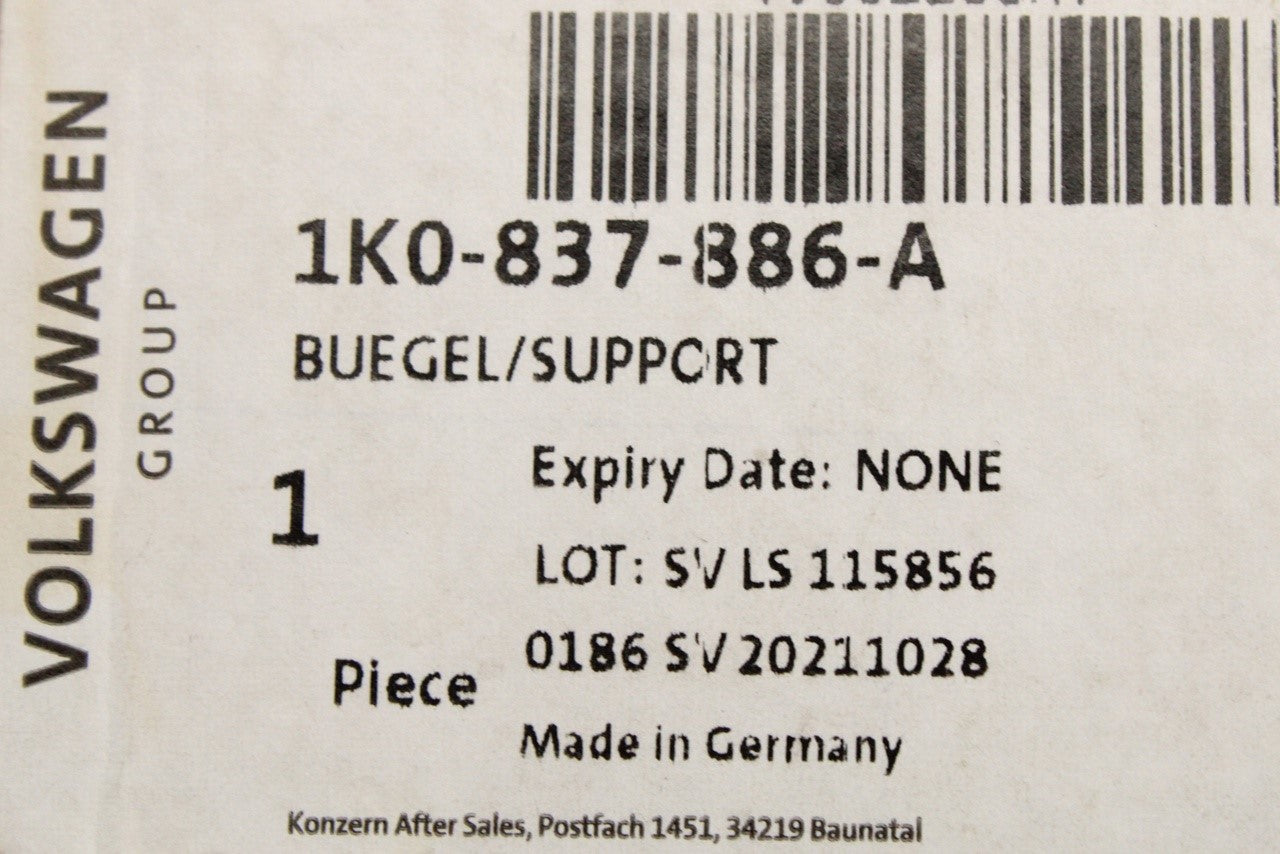 VOLKSWAGEN
GROUP
1K0-837-886-A
BUEGEL/SUPPORT
1
Piece
Expiry Date: NONE
LOT: SV LS 115856
0186 SV 20211028
Made in Germany
Konzern After Sales, Postfach 1451, 34219 Baunatal